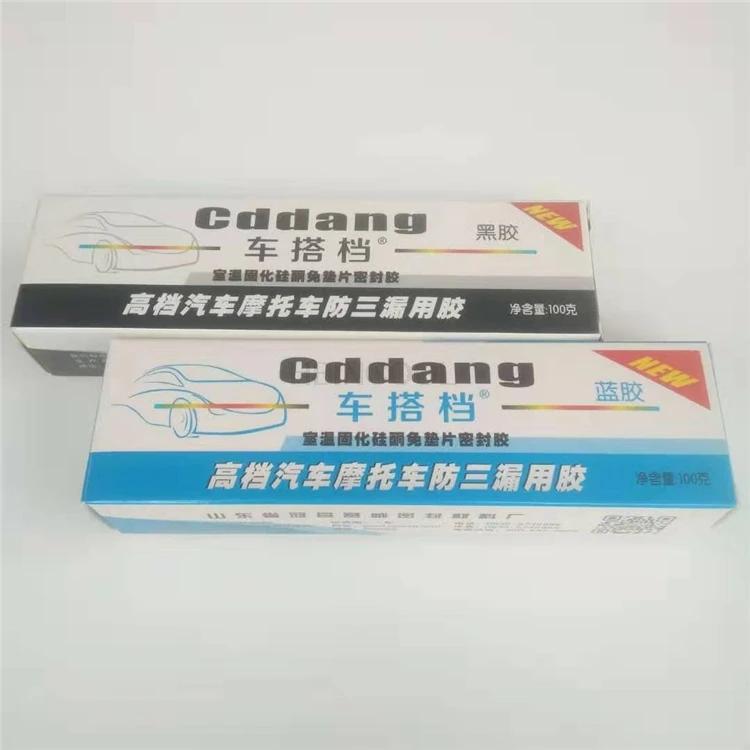 Cddang
NEW
车搭档®
黑胶
室温固化硅酮免垫片密封胶
高档汽车摩托车防三漏用胶
净含量:100克
Cddang
NEW
车搭档®
蓝胶
室温固化硅酮免垫片密封胶
高档汽车摩托车防三漏用胶
净含量:100克